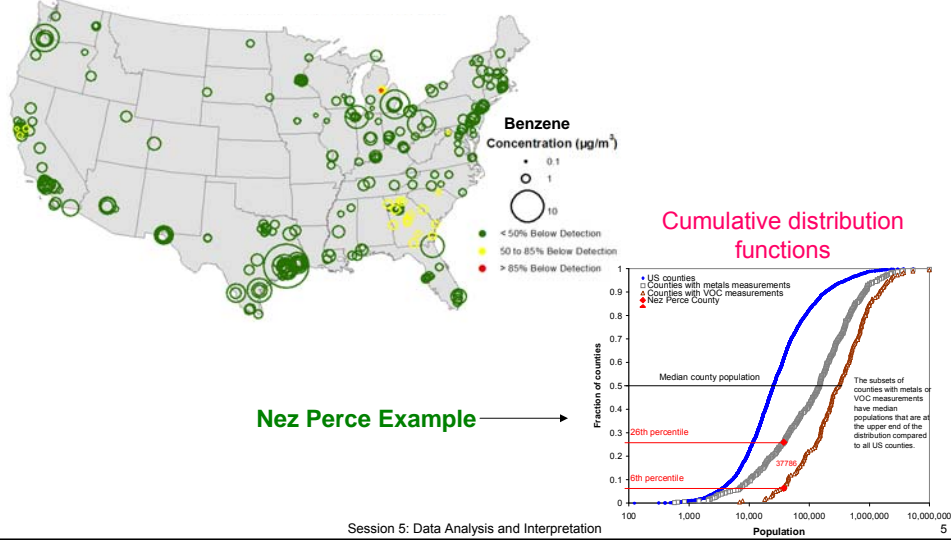 Benzene
Concentration (µg/m³)
0.1
1
10
< 50% Below Detection
50 to 85% Below Detection
> 85% Below Detection
Cumulative distribution
functions
Nez Perce Example
Fraction of counties
1
0.9
0.8
0.7
0.6
0.5
0.4
0.3
0.2
0.1
0
US counties
Counties with metals measurements
Counties with VOC measurements
Nez Perce County
Median county population
The subsets of
counties with metals or
VOC measurements
have median
populations that are at
the upper end of the
distribution compared
to all US counties.
26th percentile
37786
6th percentile
100
1,000
10,000
100,000
1,000,000
10,000,000
Population
Session 5: Data Analysis and Interpretation
5